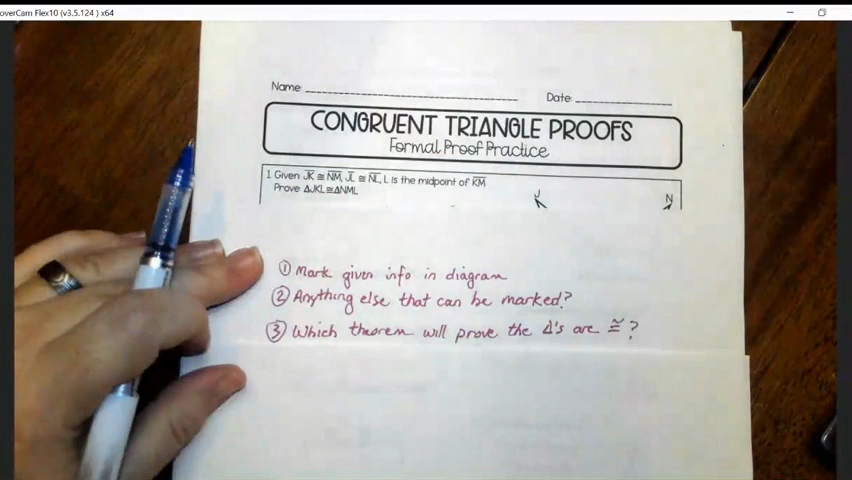 overCam Flex10 (v3.5.124 ) x64
Name: Date:
CONGRUENT TRIANGLE PROOFS
Formal Proof Practice
1. Given JK ≅ NM, JL ≅ NL, L is the midpoint of KM
Prove ΔJKL≅ΔNML
J N
① Mark given info in diagram
② Anything else that can be marked?
③ Which theorem will prove the Δ's are ≅ ?